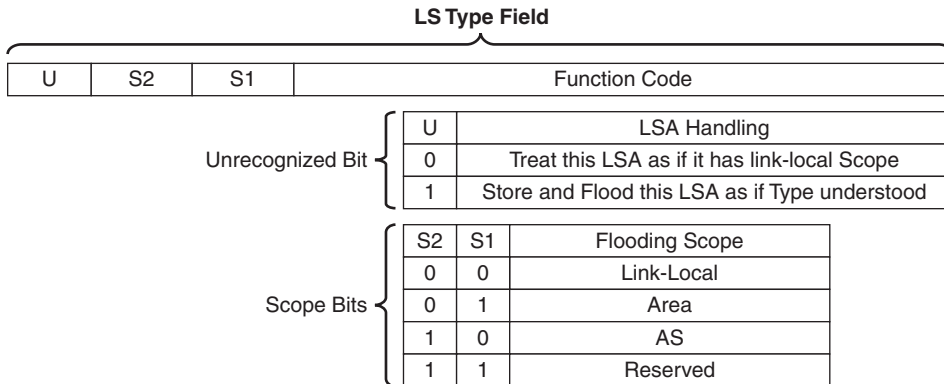 LS Type Field
U S2 S1 Function Code
U LSA Handling
Unrecognized Bit 0 Treat this LSA as if it has link-local Scope
1 Store and Flood this LSA as if Type understood
S2 S1 Flooding Scope
0 0 Link-Local
Scope Bits 0 1 Area
1 0 AS
1 1 Reserved